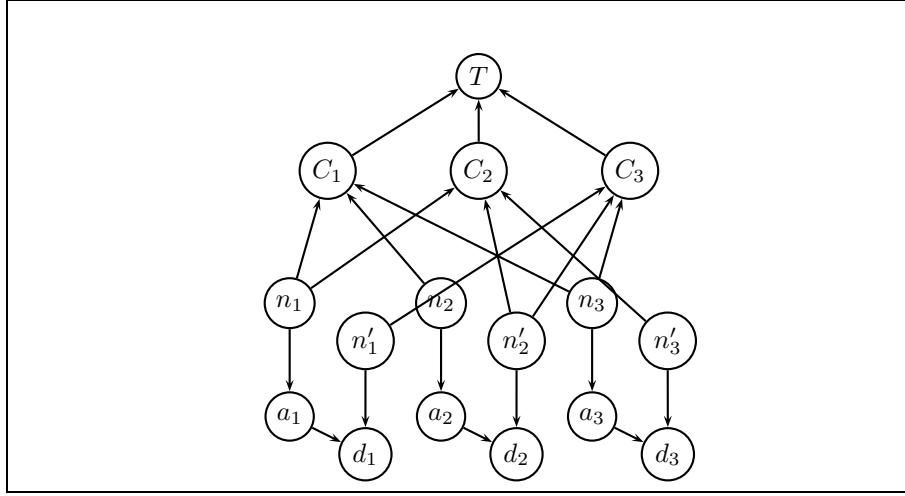 T
C₁ C₂ C₃
n₁ n₂ n₃
n′₁ n′₂ n′₃
a₁ a₂ a₃
d₁ d₂ d₃